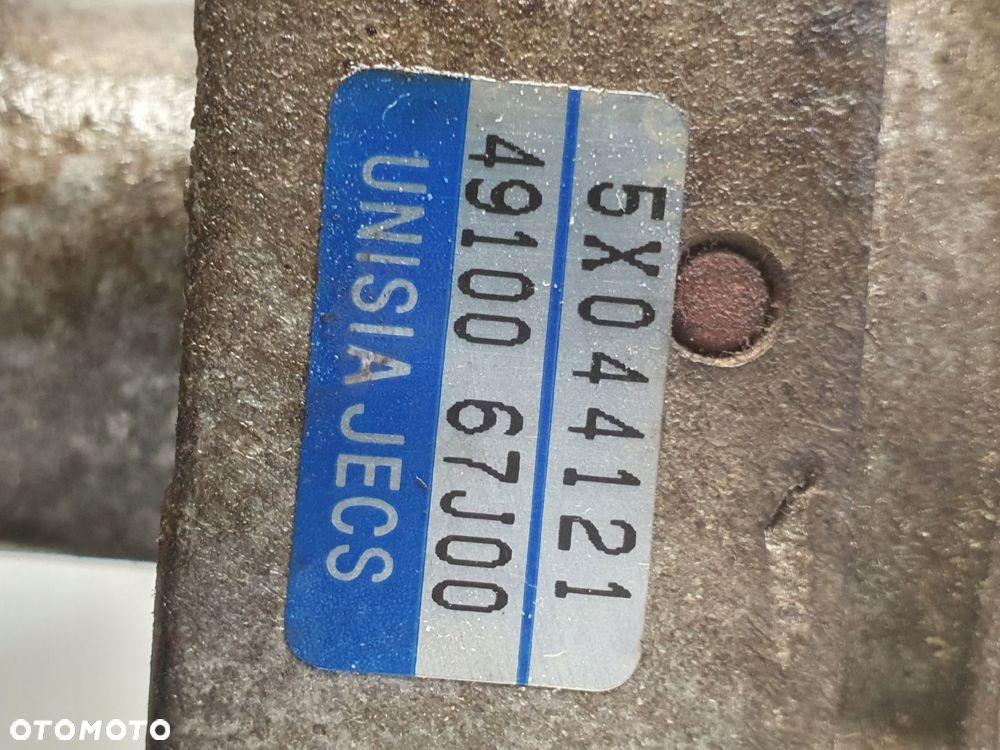 5X044121
49100 67J00
UNISIA JECS
OTOMOTO